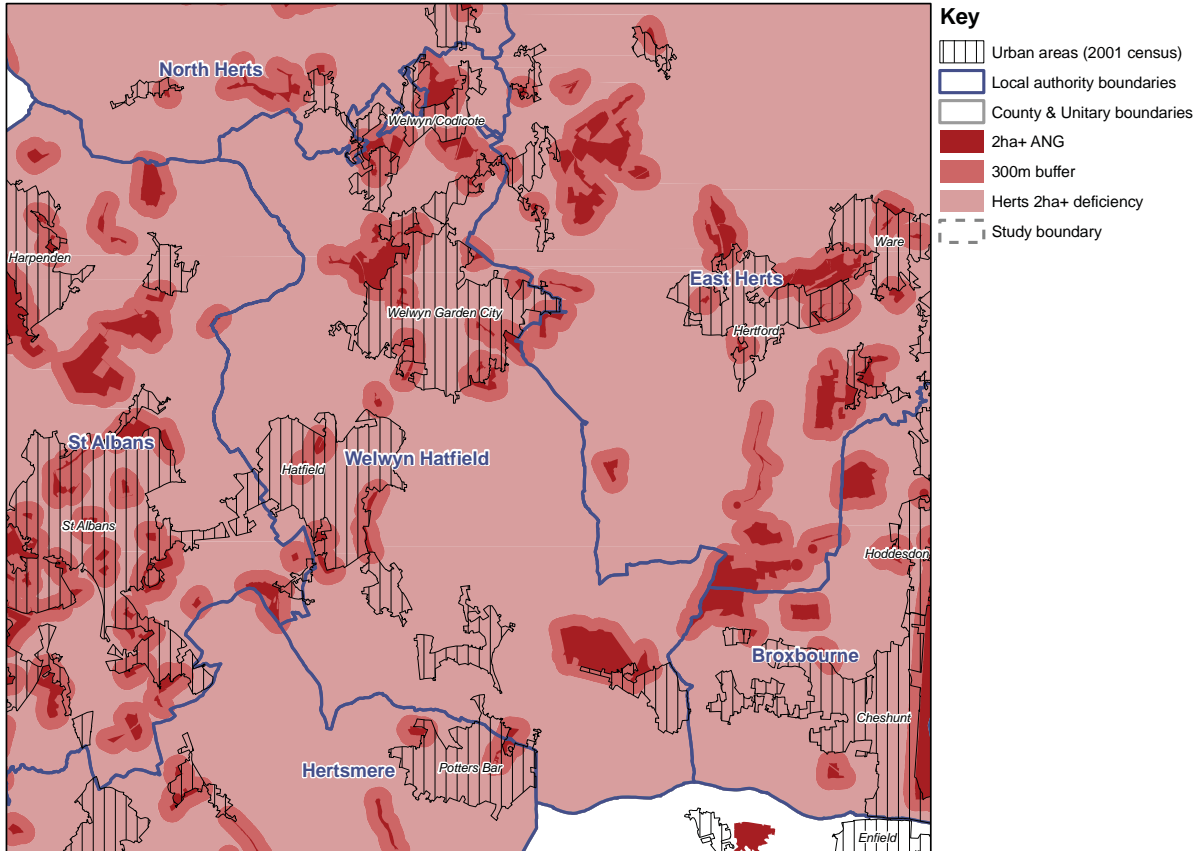 Key
Urban areas (2001 census)
Local authority boundaries
County & Unitary boundaries
2ha+ ANG
300m buffer
Herts 2ha+ deficiency
Study boundary
North Herts
Welwyn/Codicote
Harpenden
Ware
East Herts
Welwyn Garden City
Hertford
St Albans
Welwyn Hatfield
Hatfield
St Albans
Hoddesdon
Broxbourne
Cheshunt
Hertsmere
Potters Bar
Enfield